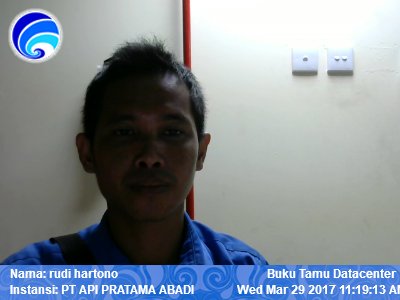 Nama: rudi hartono
Buku Tamu Datacenter
Instansi: PT API PRATAMA ABADI
Wed Mar 29 2017 11:19:13 AM